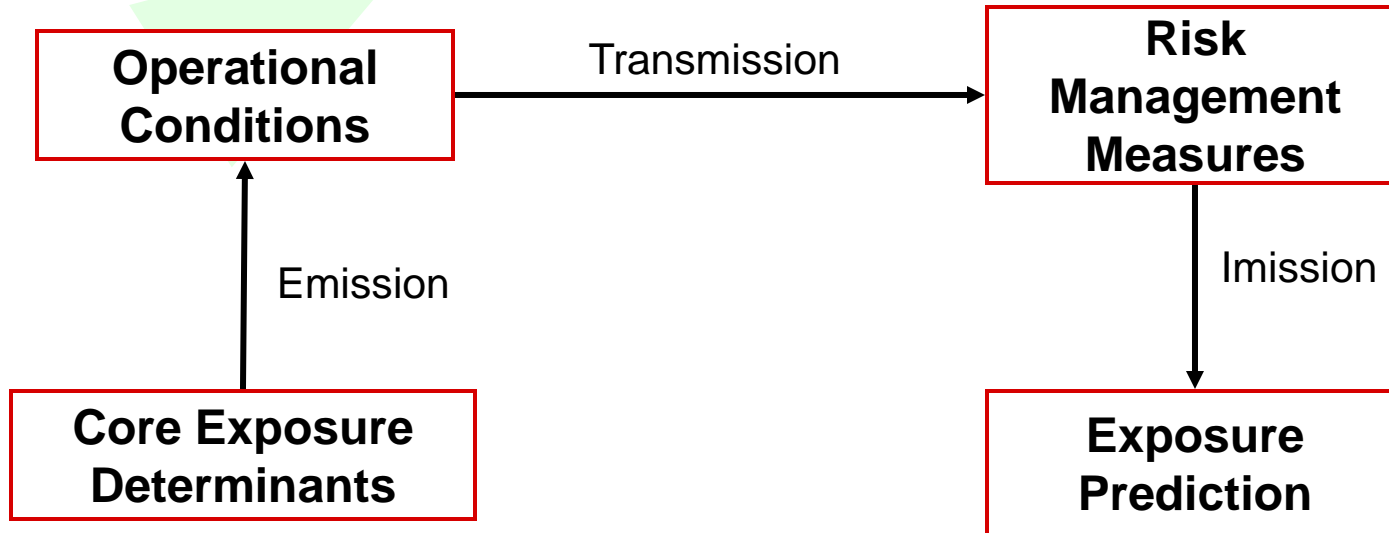 Operational
Conditions
Transmission
Risk
Management
Measures
Emission
Imission
Core Exposure
Determinants
Exposure
Prediction